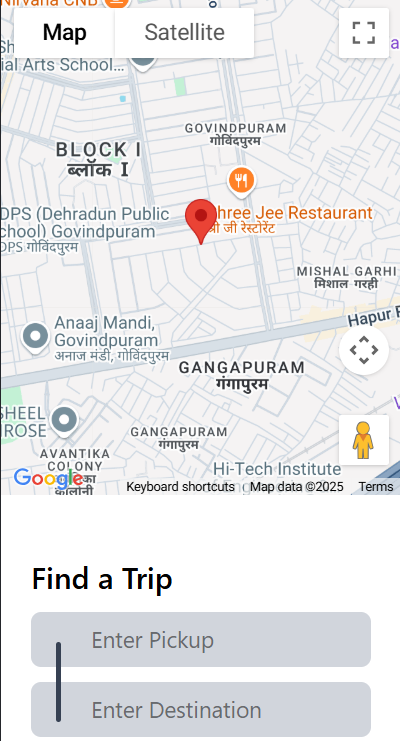 Nirvana CNB
Map
Satellite
ial Arts School...
GOVINDPURAM
गोविंदपुरम
BLOCK I
ब्लॉक I
DPS (Dehradun Public
School) Govindpuram
DPS गोविंदपुरम
hree Jee Restaurant
श्री जी रेस्टोरेंट
MISHAL GARHI
मिशाल गरही
Hapur
Anaaj Mandi,
Govindpuram
अनाज मंडी, गोविंदपुरम
GANGAPURAM
गंगापुरम
SHEEL
ROSE
GANGAPURAM
गंगापुरम
AVANTIKA
COLONY
कालोनी
Hi-Tech Institute
Google
Keyboard shortcuts
Map data ©2025
Terms
Find a Trip
Enter Pickup
Enter Destination